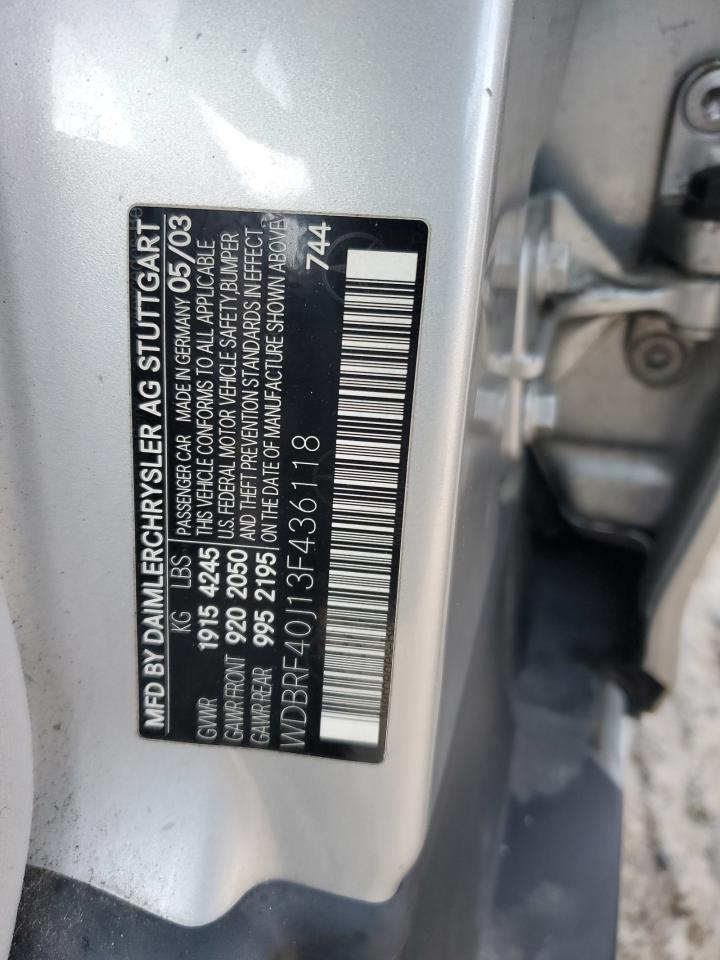 MFD BY DAIMLERCHRYSLER AG STUTTGART
KG LBS PASSENGER CAR MADE IN GERMANY 05/03
GVWR 1915 4245 THIS VEHICLE CONFORMS TO ALL APPLICABLE
GAWR FRONT 920 2050 U.S. FEDERAL MOTOR VEHICLE SAFETY BUMPER
GAWR REAR 995 2195 AND THEFT PREVENTION STANDARDS IN EFFECT
ON THE DATE OF MANUFACTURE SHOWN ABOVE
WDBRF40J13F436118
744